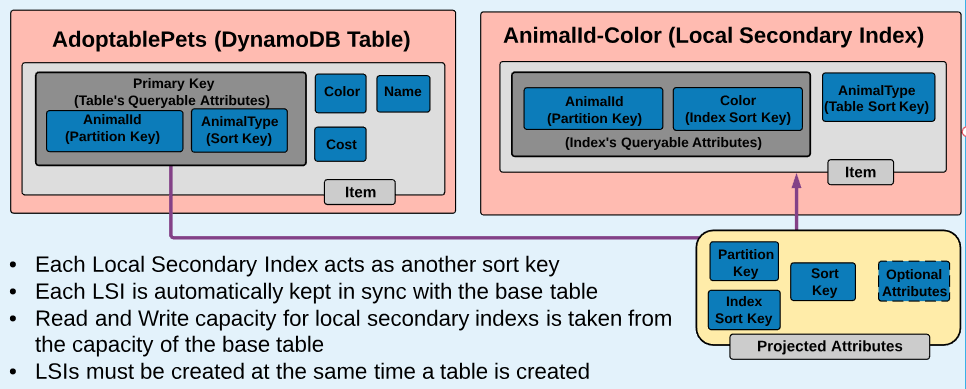 AdoptablePets (DynamoDB Table)
Primary Key
(Table's Queryable Attributes)
AnimalId
(Partition Key)
AnimalType
(Sort Key)
Color
Name
Cost
Item
AnimalId-Color (Local Secondary Index)
AnimalId
(Partition Key)
Color
(Index Sort Key)
(Index's Queryable Attributes)
AnimalType
(Table Sort Key)
Item
• Each Local Secondary Index acts as another sort key
• Each LSI is automatically kept in sync with the base table
• Read and Write capacity for local secondary indexs is taken from
the capacity of the base table
• LSIs must be created at the same time a table is created
Partition
Key
Index
Sort Key
Sort
Key
Optional
Attributes
Projected Attributes